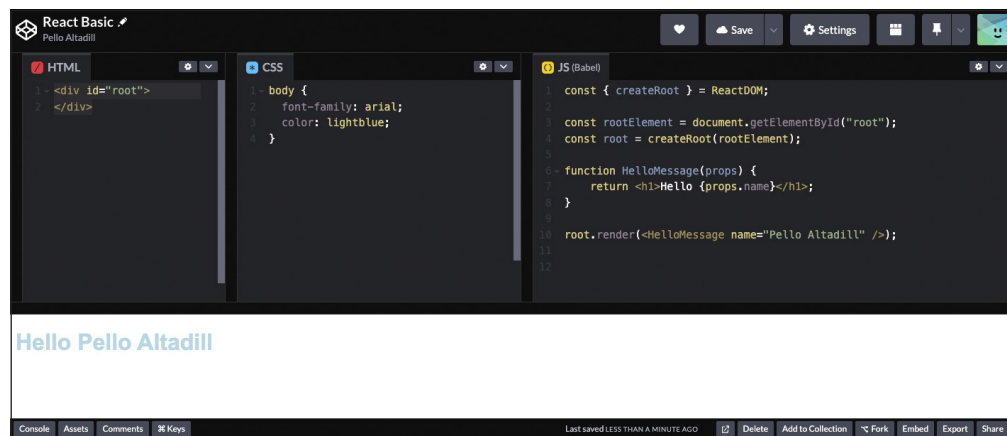 React Basic
Pello Altadill
Save
Settings
HTML
1 <div id="root">
2 </div>
CSS
1 body {
2 font-family: arial;
3 color: lightblue;
4 }
JS (Babel)
1 const { createRoot } = ReactDOM;
2
3 const rootElement = document.getElementById("root");
4 const root = createRoot(rootElement);
5
6 function HelloMessage(props) {
7 return <h1>Hello {props.name}</h1>;
8 }
9
10 root.render(<HelloMessage name="Pello Altadill" />);
11
12
Hello Pello Altadill
Console Assets Comments ⌘ Keys Last saved LESS THAN A MINUTE AGO Delete Add to Collection Fork Embed Export Share